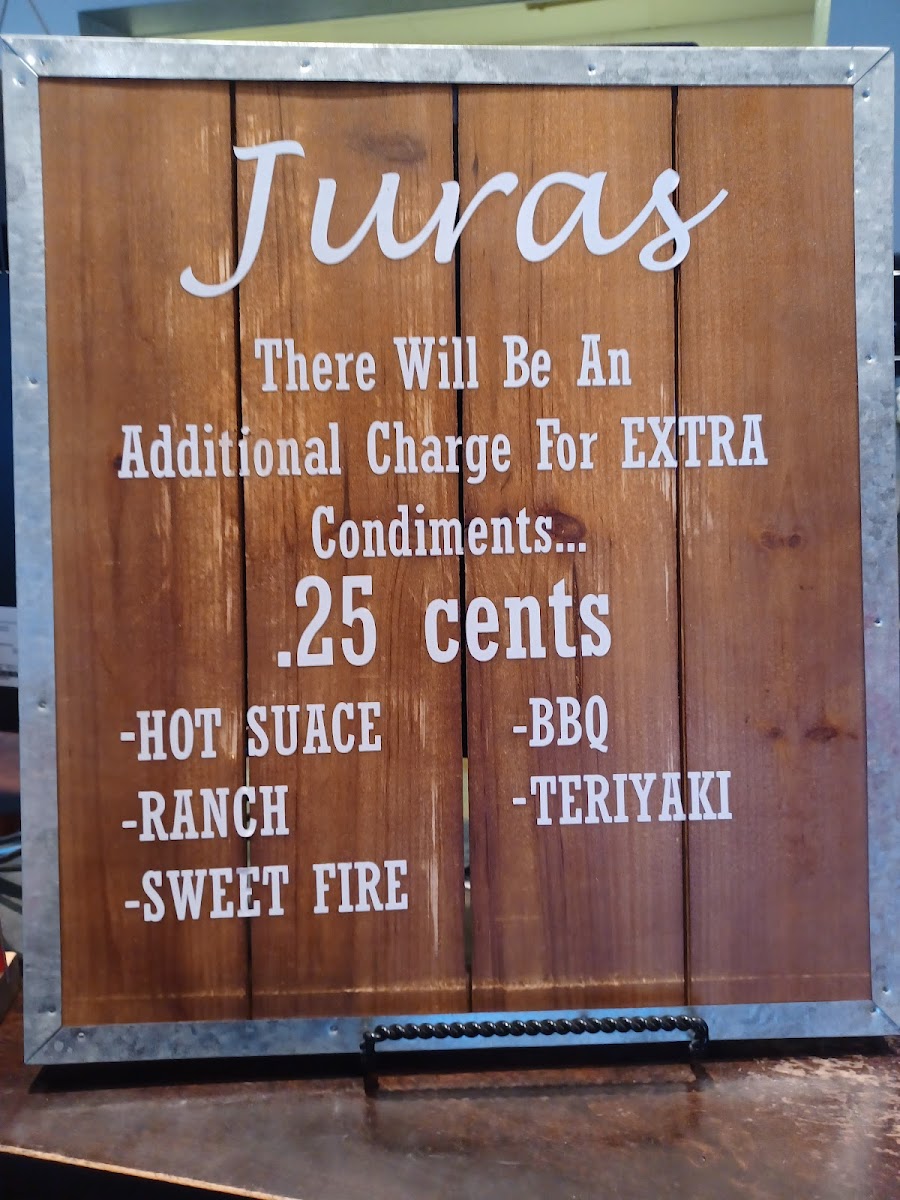 Juras
There Will Be An
Additional Charge For EXTRA
Condiments...
.25 cents
-HOT SUACE
-RANCH
-SWEET FIRE
-BBQ
-TERIYAKI